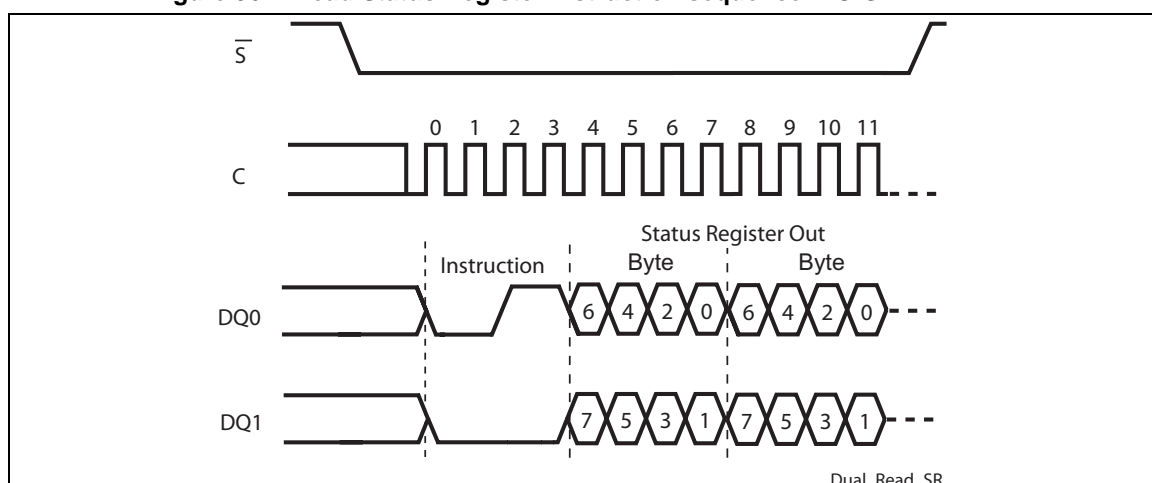 S
0 1 2 3 4 5 6 7 8 9 10 11
C
Status Register Out
Instruction Byte Byte
DQ0 6 4 2 0 6 4 2 0
DQ1 7 5 3 1 7 5 3 1
Dual_Read_SR